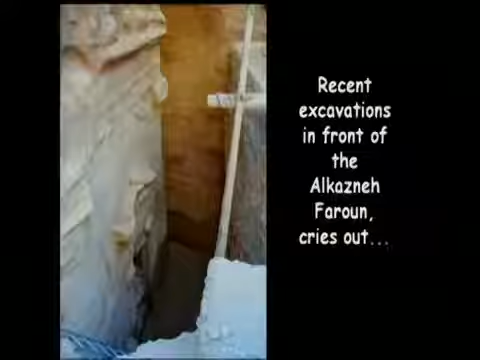 Recent
excavations
in front of
the
Alkazneh
Faroun,
cries out...